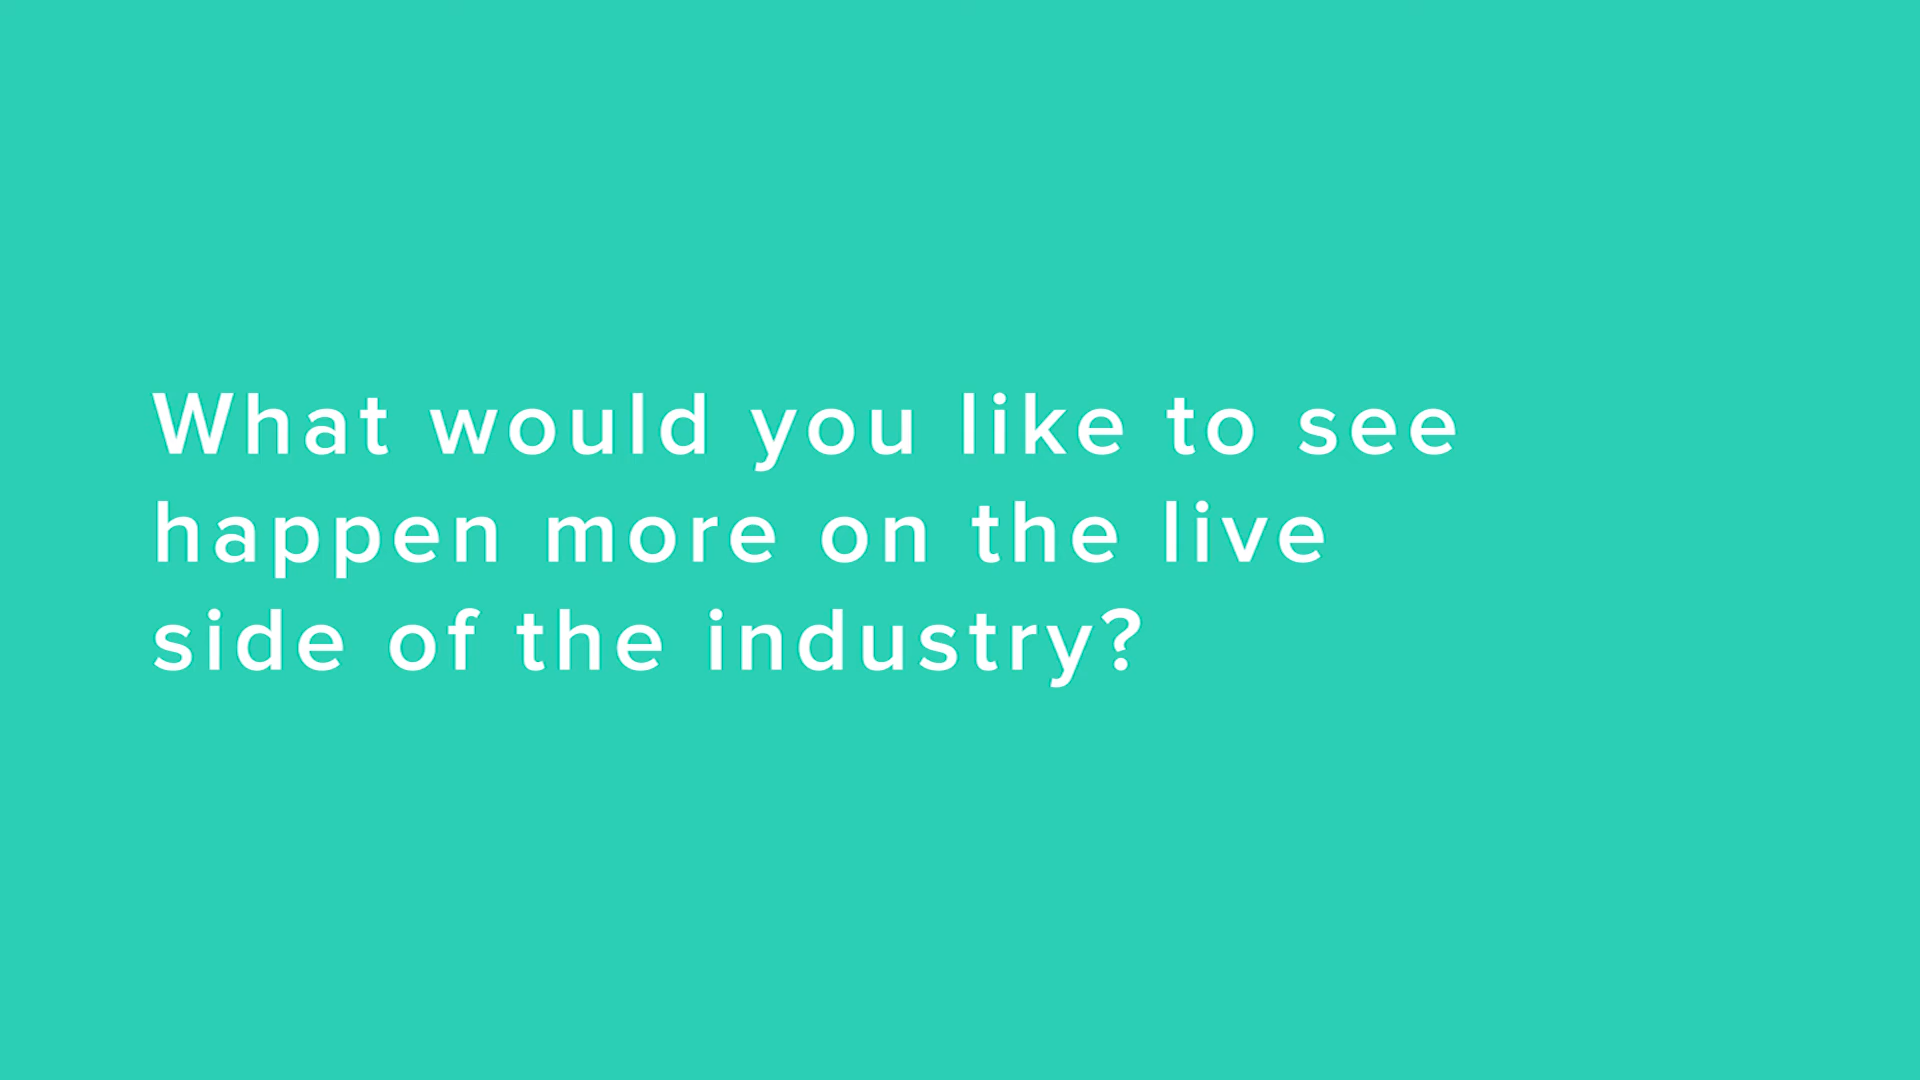 What would you like to see
happen more on the live
side of the industry?